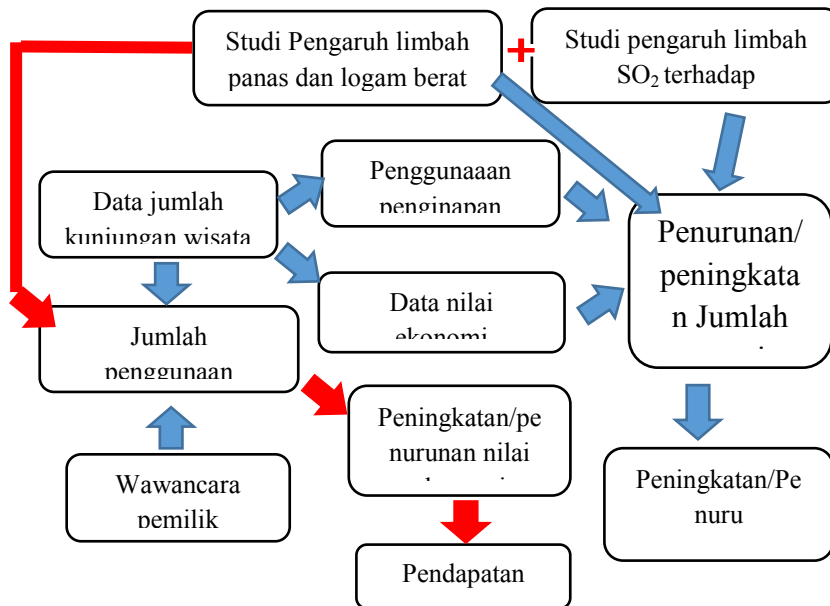 Studi Pengaruh limbah
panas dan logam berat
+
Studi pengaruh limbah
SO₂ terhadap
Data jumlah
kunjungan wisata
Penggunaaan
penginapan
Penurunan/
peningkata
n Jumlah
Data nilai
ekonomi
Jumlah
penggunaan
Peningkatan/pe
nurunan nilai
Wawancara
pemilik
Peningkatan/Pe
nuru
Pendapatan